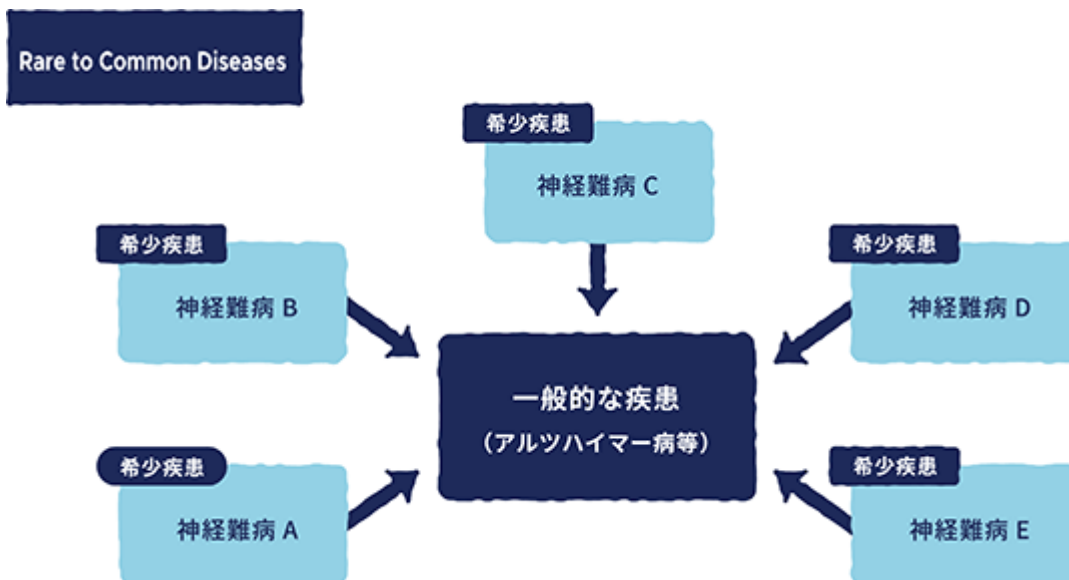 Rare to Common Diseases
希少疾患
神経難病 C
希少疾患
神経難病 B
希少疾患
神経難病 D
一般的な疾患
(アルツハイマー病等)
希少疾患
神経難病 A
希少疾患
神経難病 E